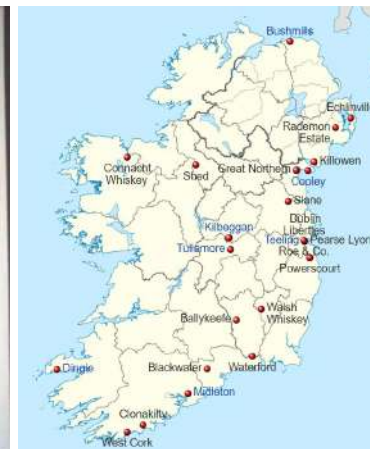 Bushmills
Echlinville
Rademon
Estate
Killowen
Connacht
Whiskey
Shed
Great Northern
Cooley
Slane
Dublin
Liberties
Kilbeggan
Teeling
Pearse Lyon
Tullamore
Roe & Co.
Powerscourt
Walsh
Whiskey
Ballykeefe
Dingle
Blackwater
Waterford
Midleton
Clonakilty
West Cork